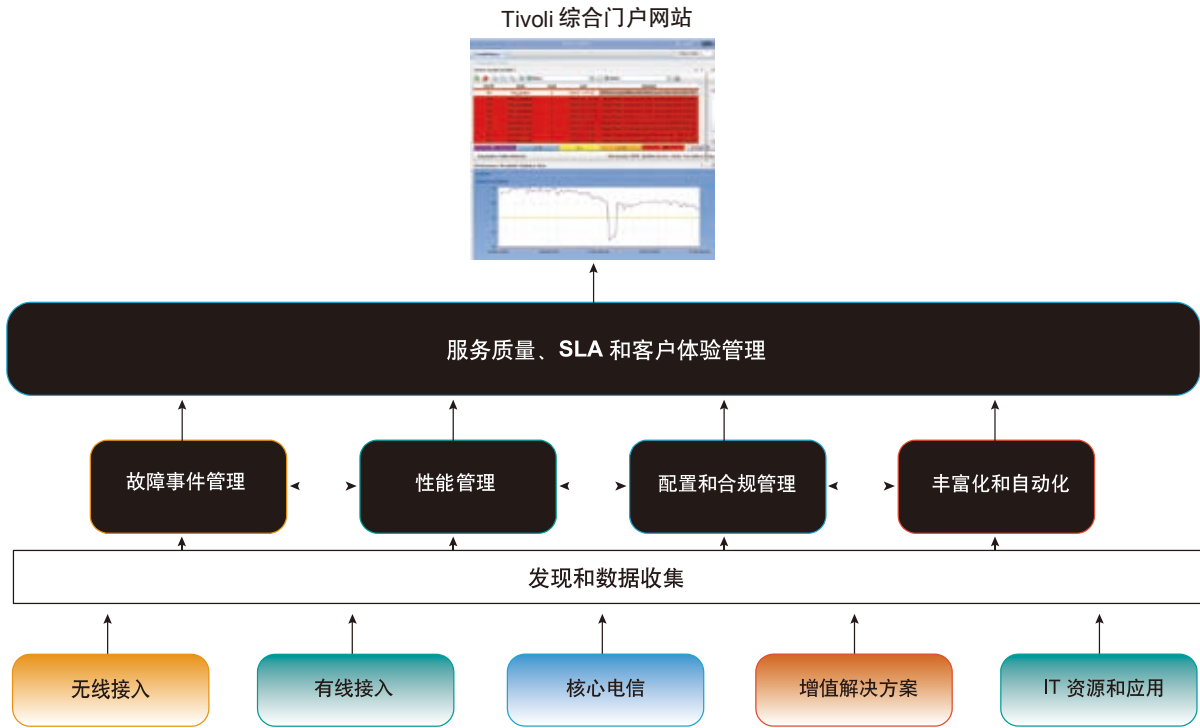 Tivoli 综合门户网站
服务质量、SLA 和客户体验管理
故障事件管理
性能管理
配置和合规管理
丰富化和自动化
发现和数据收集
无线接入
有线接入
核心电信
增值解决方案
IT 资源和应用